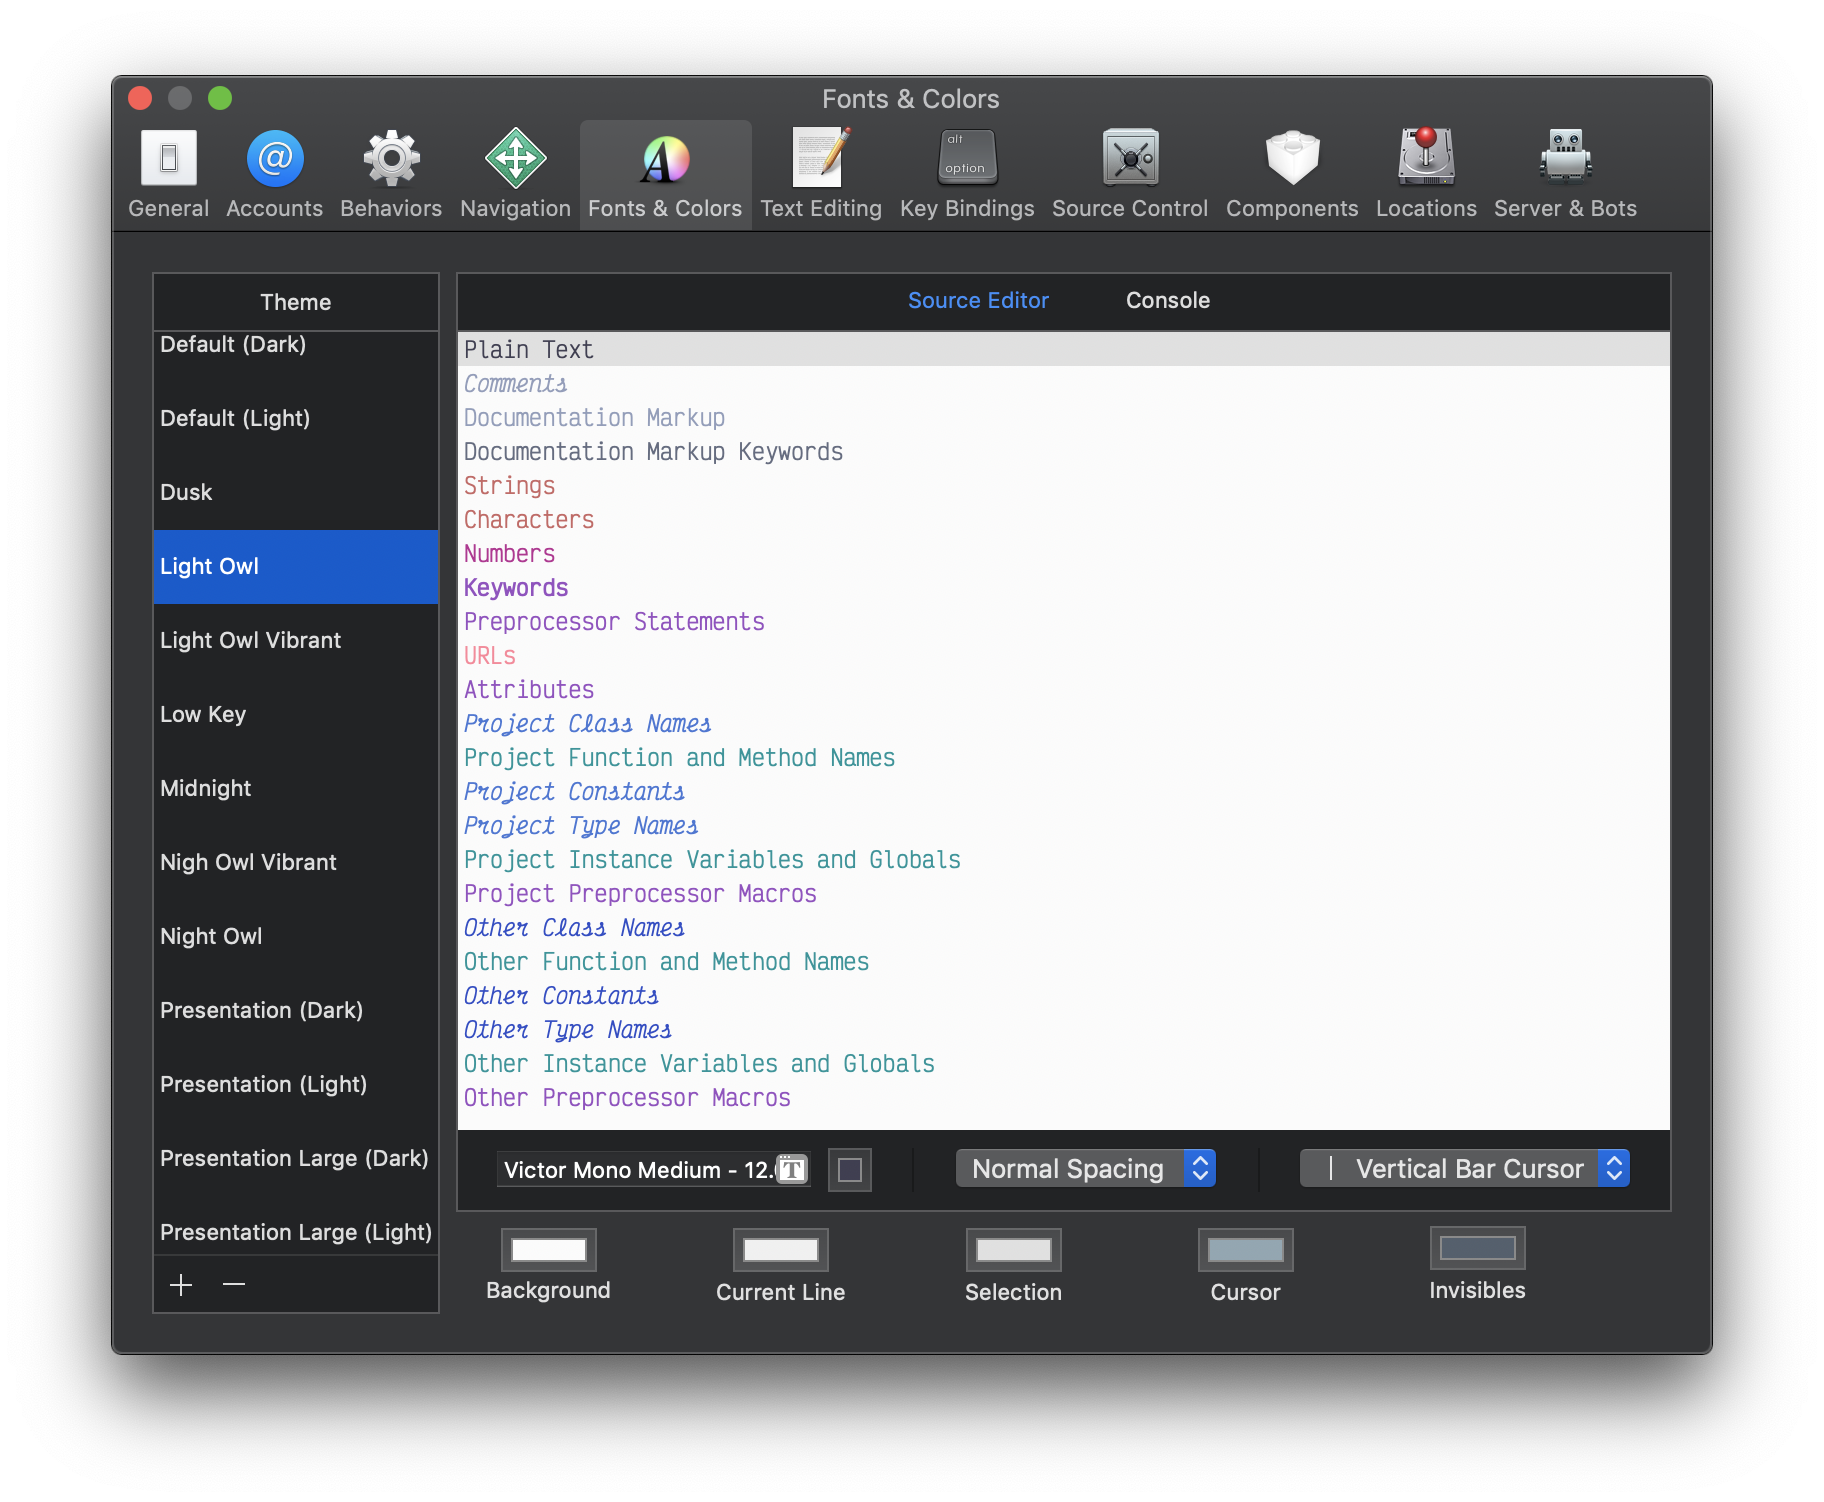 Fonts & Colors
alt
option
General Accounts Behaviors Navigation Fonts & Colors Text Editing Key Bindings Source Control Components Locations Server & Bots
Theme
Default (Dark)
Default (Light)
Dusk
Light Owl
Light Owl Vibrant
Low Key
Midnight
Nigh Owl Vibrant
Night Owl
Presentation (Dark)
Presentation (Light)
Presentation Large (Dark)
Presentation Large (Light)
Source Editor Console
Plain Text
Comments
Documentation Markup
Documentation Markup Keywords
Strings
Characters
Numbers
Keywords
Preprocessor Statements
URLs
Attributes
Project Class Names
Project Function and Method Names
Project Constants
Project Type Names
Project Instance Variables and Globals
Project Preprocessor Macros
Other Class Names
Other Function and Method Names
Other Constants
Other Type Names
Other Instance Variables and Globals
Other Preprocessor Macros
Victor Mono Medium - 12. Normal Spacing Vertical Bar Cursor
Background Current Line Selection Cursor Invisibles